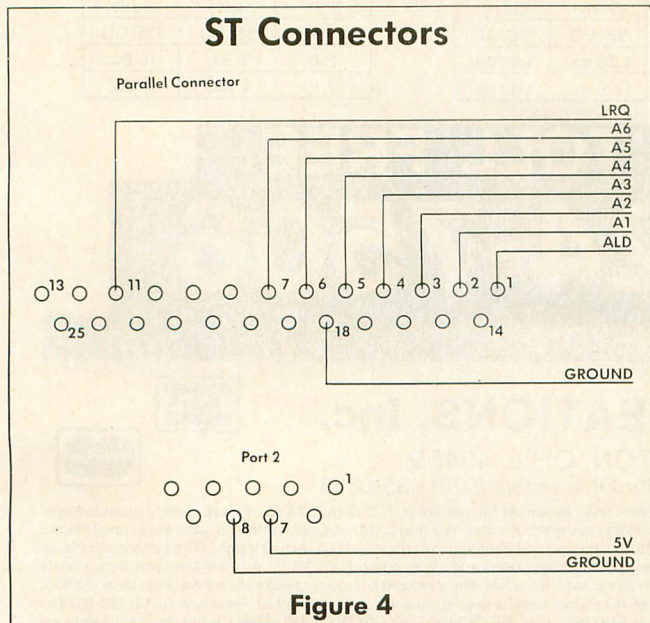 ST Connectors
Parallel Connector
LRQ
A6
A5
A4
A3
A2
A1
ALD
13 11 7 6 5 4 3 2 1
25 18 14
GROUND
Port 2
1
8 7
5V
GROUND
Figure 4